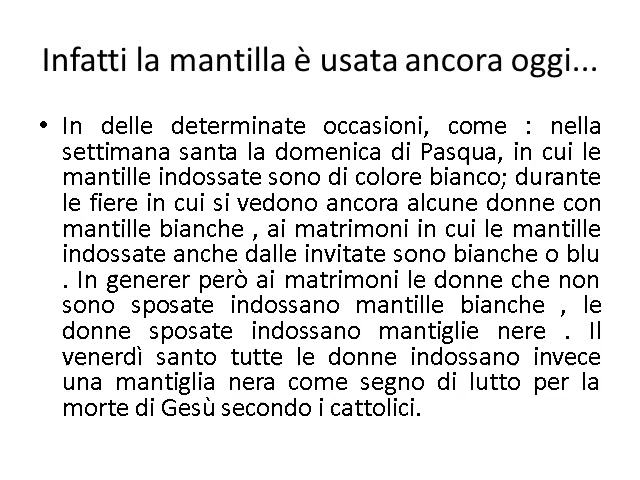 Infatti la mantilla è usata ancora oggi...
• In delle determinate occasioni, come : nella
settimana santa la domenica di Pasqua, in cui le
mantille indossate sono di colore bianco; durante
le fiere in cui si vedono ancora alcune donne con
mantille bianche , ai matrimoni in cui le mantille
indossate anche dalle invitate sono bianche o blu
. In generer però ai matrimoni le donne che non
sono sposate indossano mantille bianche , le
donne sposate indossano mantiglie nere . Il
venerdì santo tutte le donne indossano invece
una mantiglia nera come segno di lutto per la
morte di Gesù secondo i cattolici.